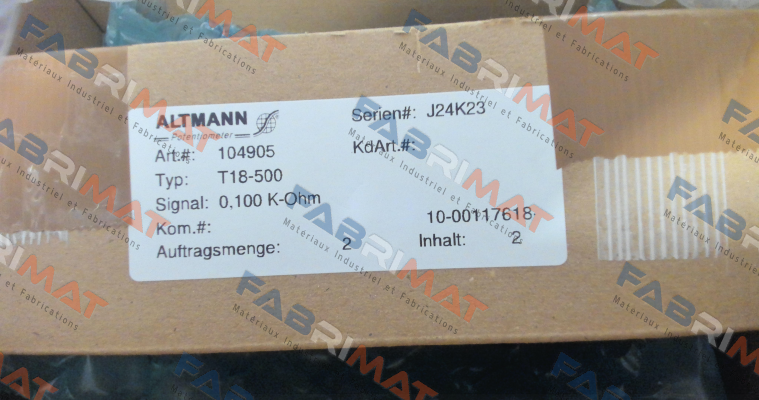 ALTMANN
Potentiometer
Serien#: J24K23
Art.#: 104905
KdArt.#:
Typ: T18-500
Signal: 0,100 K-Ohm
Kom.#:
10-00117618
Auftragsmenge: 2
Inhalt: 2
FABRIMAT
Materiaux Industriel et Fabrications